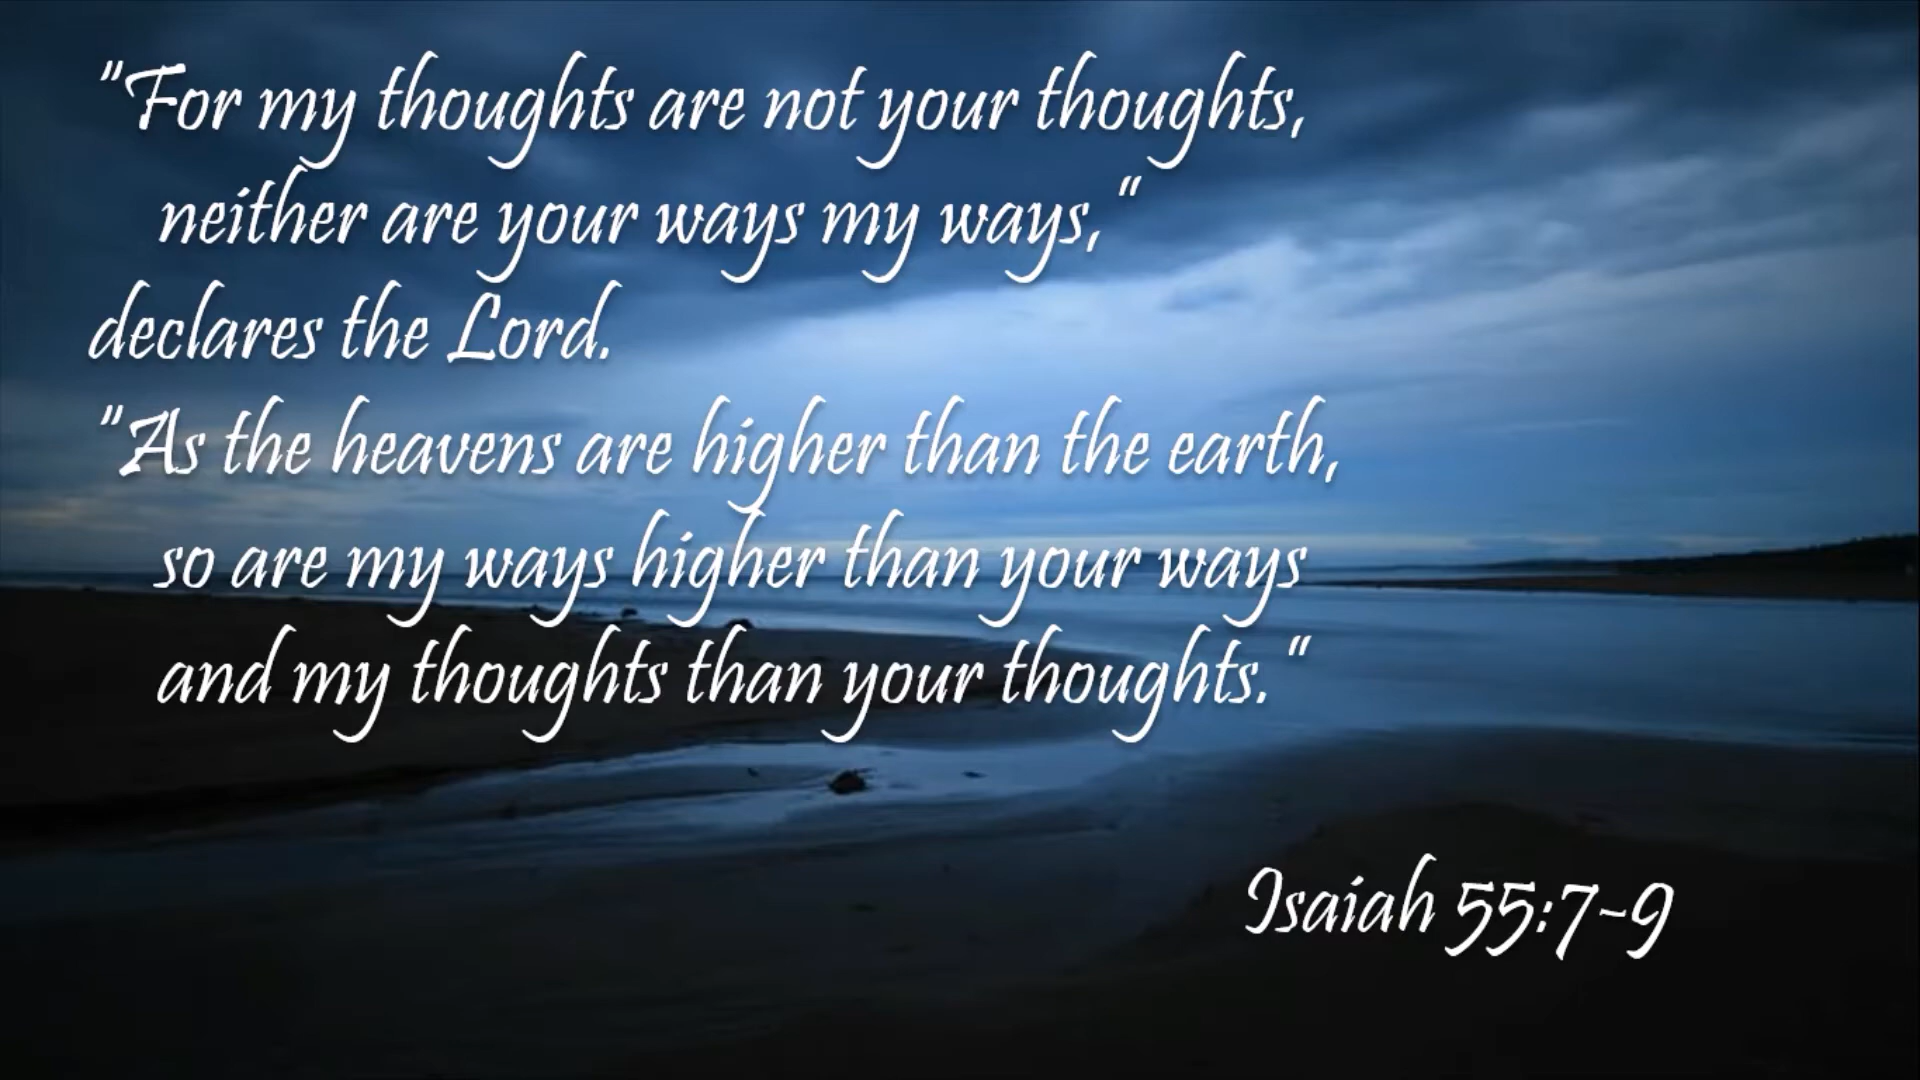 "For my thoughts are not your thoughts,
neither are your ways my ways,"
declares the Lord.
"As the heavens are higher than the earth,
so are my ways higher than your ways
and my thoughts than your thoughts."
Isaiah 55:7-9